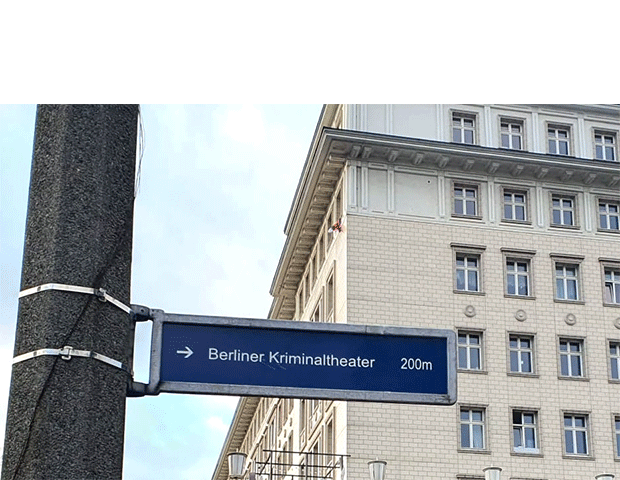 → Berliner Kriminaltheater 200m